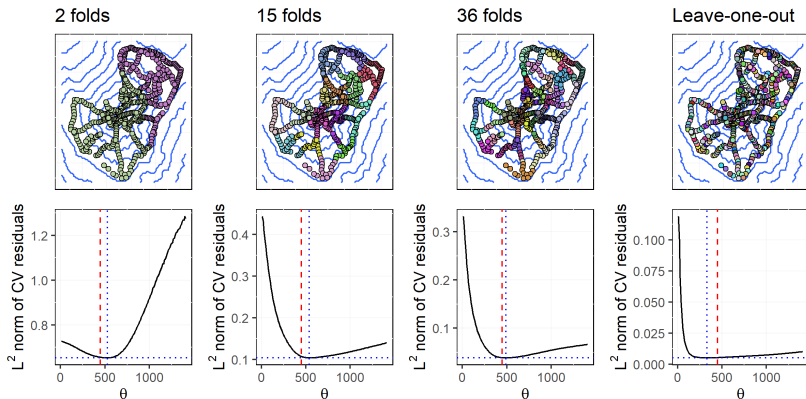 2 folds
15 folds
36 folds
Leave-one-out
L² norm of CV residuals
1.2
1.0
0.8
0 500 1000
θ
L² norm of CV residuals
0.4
0.3
0.2
0.1
0 500 1000
θ
L² norm of CV residuals
0.3
0.2
0.1
0 500 1000
θ
L² norm of CV residuals
0.100
0.075
0.050
0.025
0.000
0 500 1000
θ